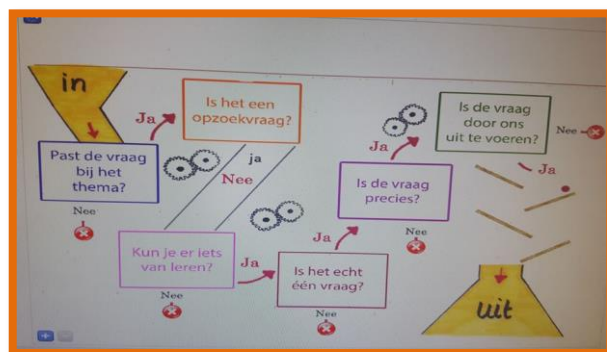 in
Ja
Is het een
opzoekvraag?
Past de vraag
bij het
thema?
Nee
ja
Nee
Kun je er iets
van leren?
Nee
Ja
Is het echt
één vraag?
Nee
Ja
Is de vraag
precies?
Nee
Ja
Is de vraag
door ons
uit te voeren?
Nee
Ja
uit